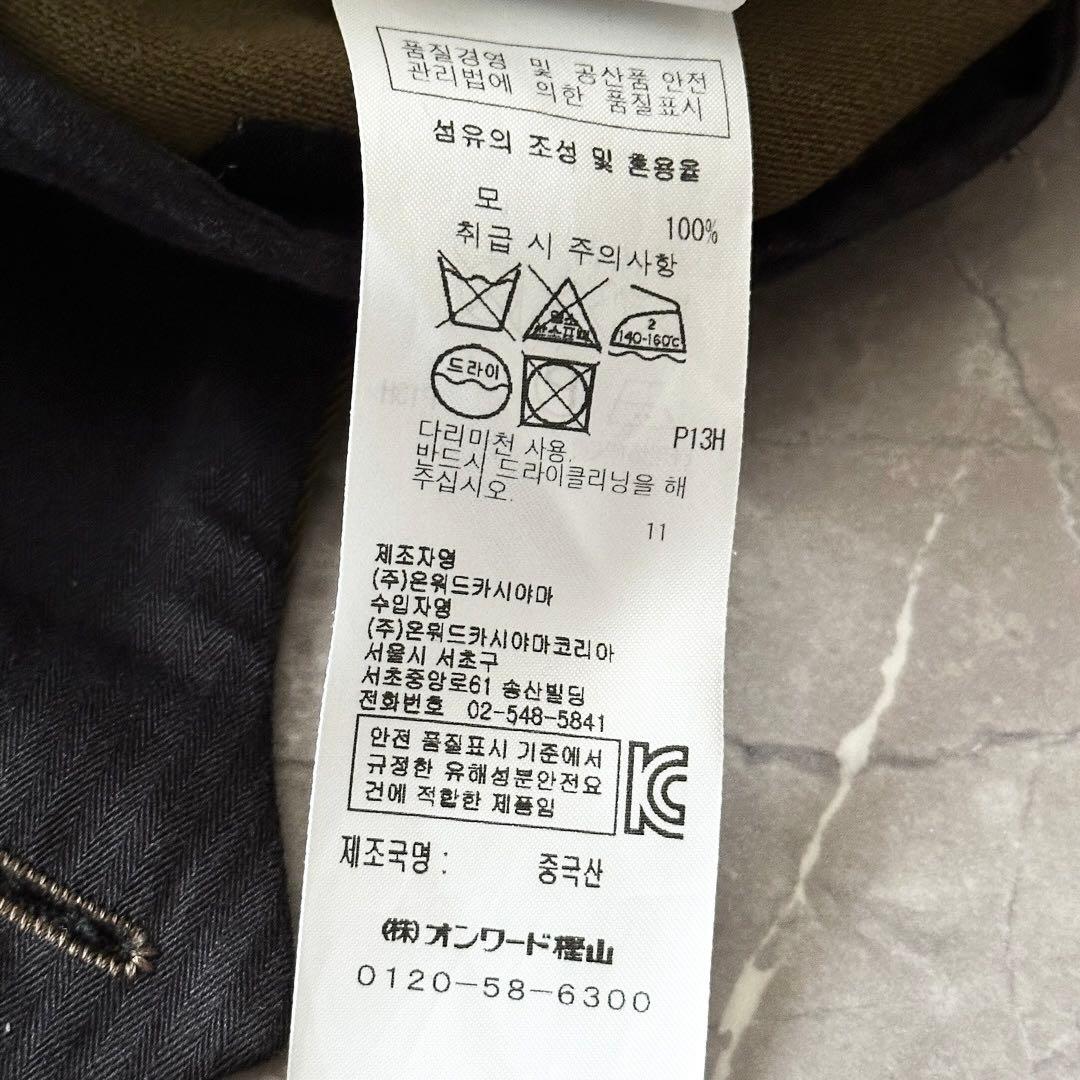 품질경영 및 공산품 안전
관리법에 의한 품질표시
섬유의 조성 및 혼용율
모 100%
취급 시 주의사항
염소
산소표백
2
140-160℃
드라이
P13H
다리미천 사용.
반드시 드라이클리닝을 해
주십시오.
11
제조자명
(주)온워드카시야마
수입자명
(주)온워드카시야마코리아
서울시 서초구
서초중앙로61 송산빌딩
전화번호 02-548-5841
안전 품질표시 기준에서
규정한 유해성분안전요
건에 적합한 제품임
KC
제조국명 : 중국산
(株)オンワード樫山
0120-58-6300